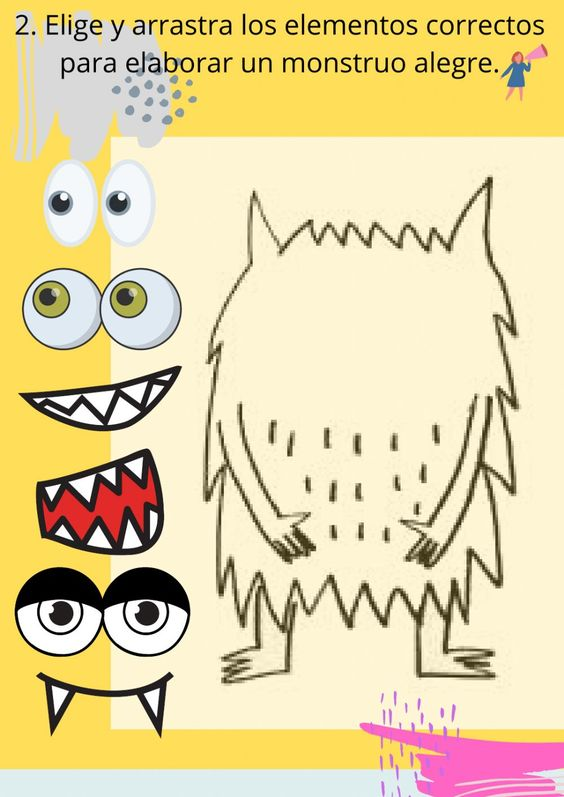 2. Elige y arrastra los elementos correctos
para elaborar un monstruo alegre.